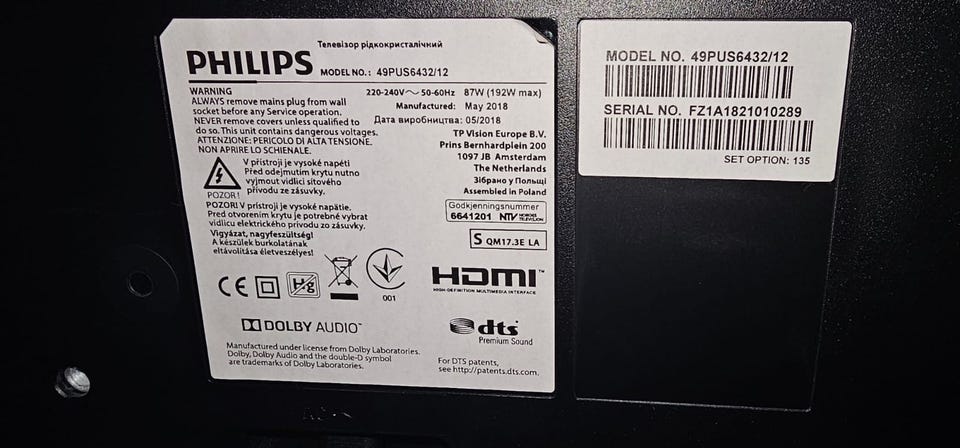 Телевізор рідкокристалічний
PHILIPS MODEL NO.: 49PUS6432/12
WARNING
ALWAYS remove mains plug from wall
socket before any Service operation.
NEVER remove covers unless qualified to
do so. This unit contains dangerous voltages.
ATTENZIONE: PERICOLO DI ALTA TENSIONE.
NON APRIRE LO SCHIENALE.
V přístroji je vysoké napětí
Před odejmutím krytu nutno
vyjmout vidlici síťového
přívodu ze zásuvky.
POZOR!
POZOR! V prístroji je vysoké napätie.
Pred otvorením krytu je potrebné vybrat
vidlicu elektrického prívodu zo zásuvky.
Vigyázat, nagyfeszültség!
A készülek burkolatának
eltávolítása életveszélyes!
220-240V～ 50-60Hz 87W (192W max)
Manufactured: May 2018
Дата виробництва: 05/2018
TP Vision Europe B.V.
Prins Bernhardplein 200
1097 JB Amsterdam
The Netherlands
Зібрано у Польщі
Assembled in Poland
Godkjenningsnummer
6641201 NTV NORGES TELEVISION
S QM17.3E LA
CE Hg
001
HDMI™
HIGH-DEFINITION MULTIMEDIA INTERFACE
DOLBY AUDIO™
Manufactured under license from Dolby Laboratories.
Dolby, Dolby Audio and the double-D symbol
are trademarks of Dolby Laboratories.
dts
Premium Sound
For DTS patents,
see http://patents.dts.com.
MODEL NO. 49PUS6432/12
SERIAL NO. FZ1A1821010289
SET OPTION: 135